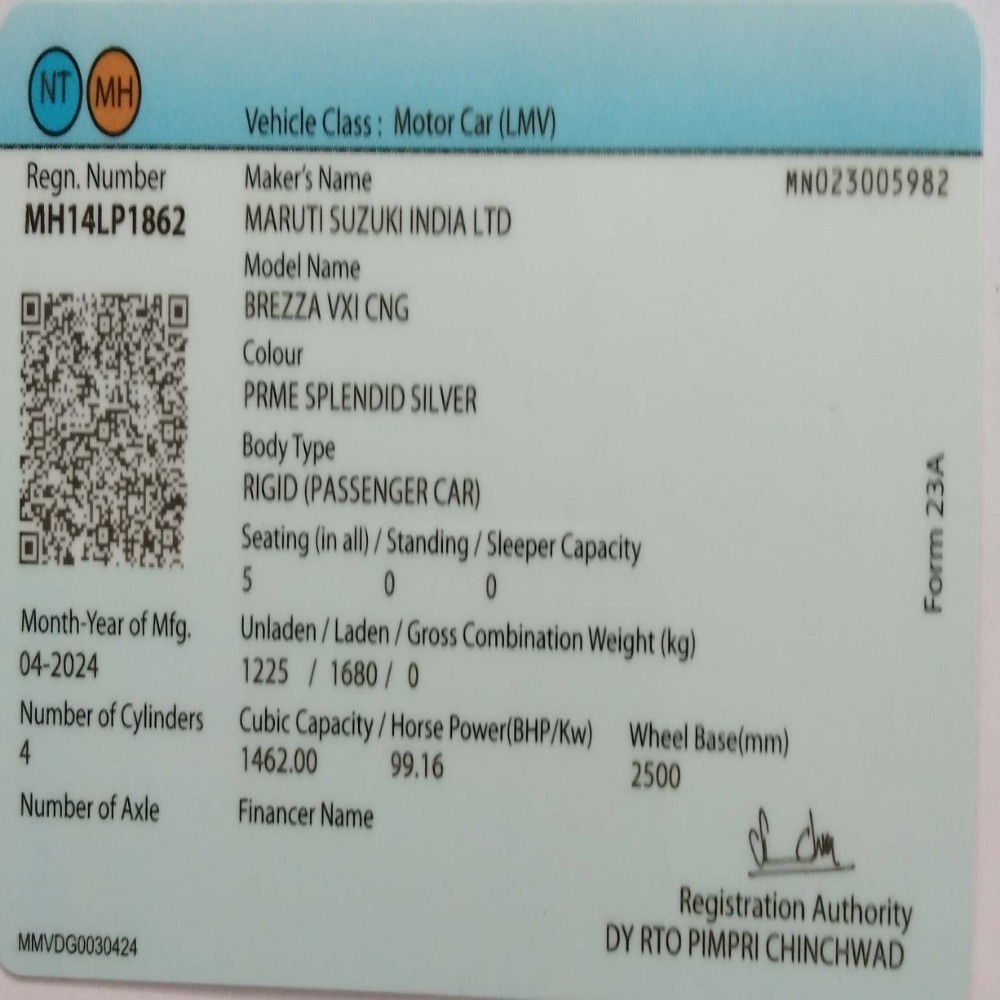 NT MH
Vehicle Class : Motor Car (LMV)
Regn. Number
MH14LP1862
Maker's Name
MARUTI SUZUKI INDIA LTD
MN023005982
Model Name
BREZZA VXI CNG
Colour
PRME SPLENDID SILVER
Body Type
RIGID (PASSENGER CAR)
Seating (in all) / Standing / Sleeper Capacity
5 0 0
Form 23A
Month-Year of Mfg.
04-2024
Unladen / Laden / Gross Combination Weight (kg)
1225 / 1680 / 0
Number of Cylinders
4
Cubic Capacity / Horse Power(BHP/Kw)
1462.00 99.16
Wheel Base(mm)
2500
Number of Axle
Financer Name
Registration Authority
DY RTO PIMPRI CHINCHWAD
MMVDG0030424